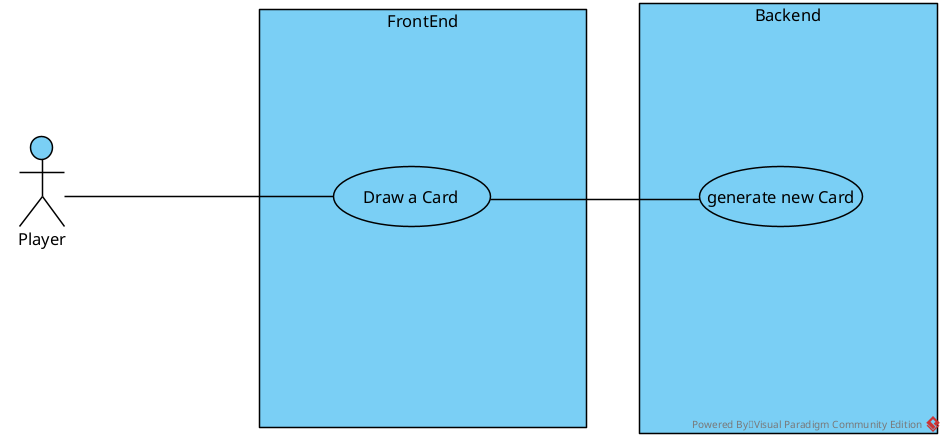 FrontEnd
Backend
Draw a Card
generate new Card
Player
Powered By Visual Paradigm Community Edition